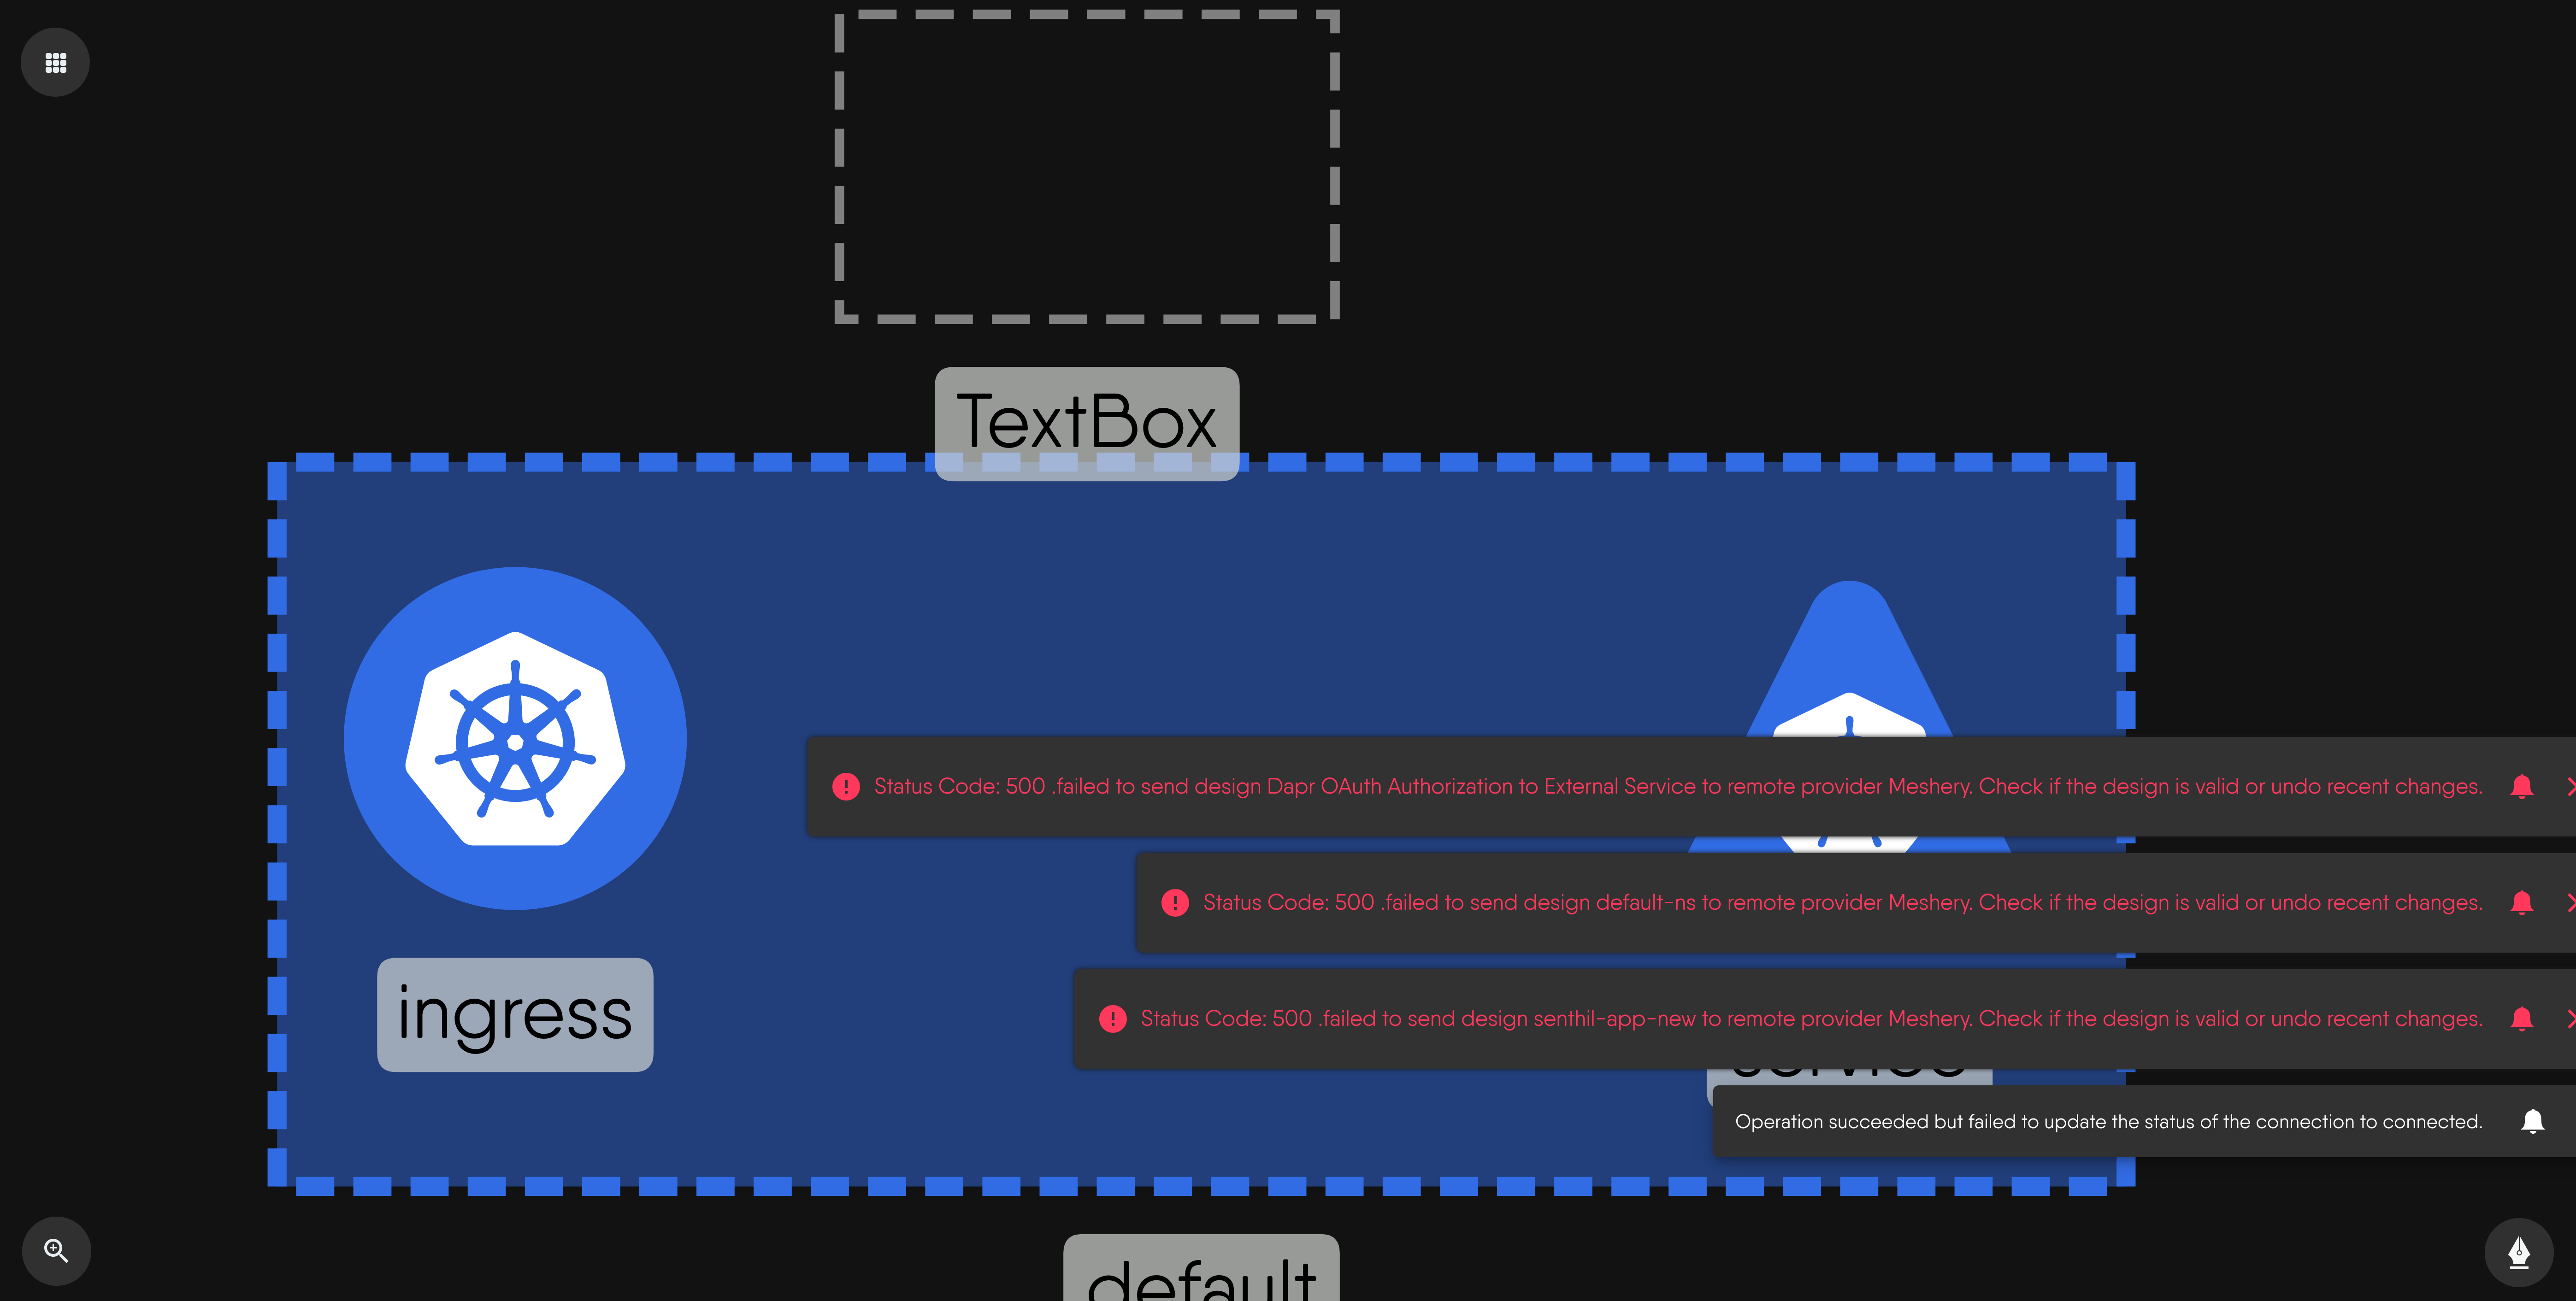 TextBox
Status Code: 500 .failed to send design Dapr OAuth Authorization to External Service to remote provider Meshery. Check if the design is valid or undo recent changes.
Status Code: 500 .failed to send design default-ns to remote provider Meshery. Check if the design is valid or undo recent changes.
ingress
Status Code: 500 .failed to send design senthil-app-new to remote provider Meshery. Check if the design is valid or undo recent changes.
Operation succeeded but failed to update the status of the connection to connected.
default